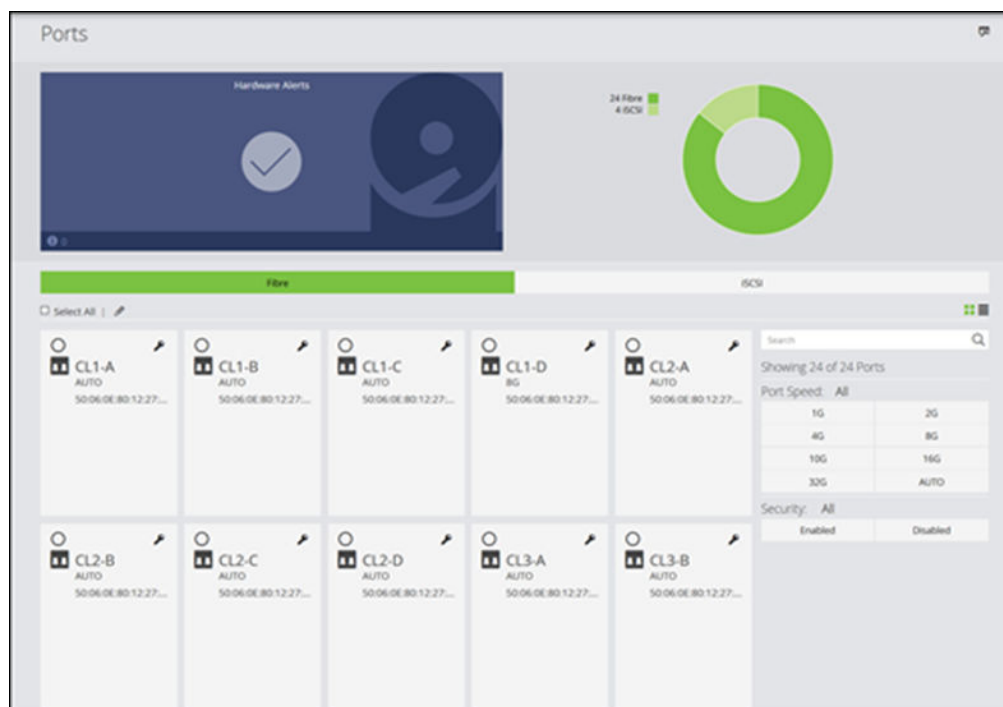 Ports
Hardware Alerts
0
24 Fibre
4 iSCSI
Fibre
iSCSI
Select All |
CL1-A
AUTO
50:06:0E:80:12:27:...
CL1-B
AUTO
50:06:0E:80:12:27:...
CL1-C
AUTO
50:06:0E:80:12:27:...
CL1-D
8G
50:06:0E:80:12:27:...
CL2-A
AUTO
50:06:0E:80:12:27:...
Search
Showing 24 of 24 Ports
Port Speed: All
1G 2G
4G 8G
10G 16G
32G AUTO
Security: All
Enabled Disabled
CL2-B
AUTO
50:06:0E:80:12:27:...
CL2-C
AUTO
50:06:0E:80:12:27:...
CL2-D
AUTO
50:06:0E:80:12:27:...
CL3-A
AUTO
50:06:0E:80:12:27:...
CL3-B
AUTO
50:06:0E:80:12:27:...